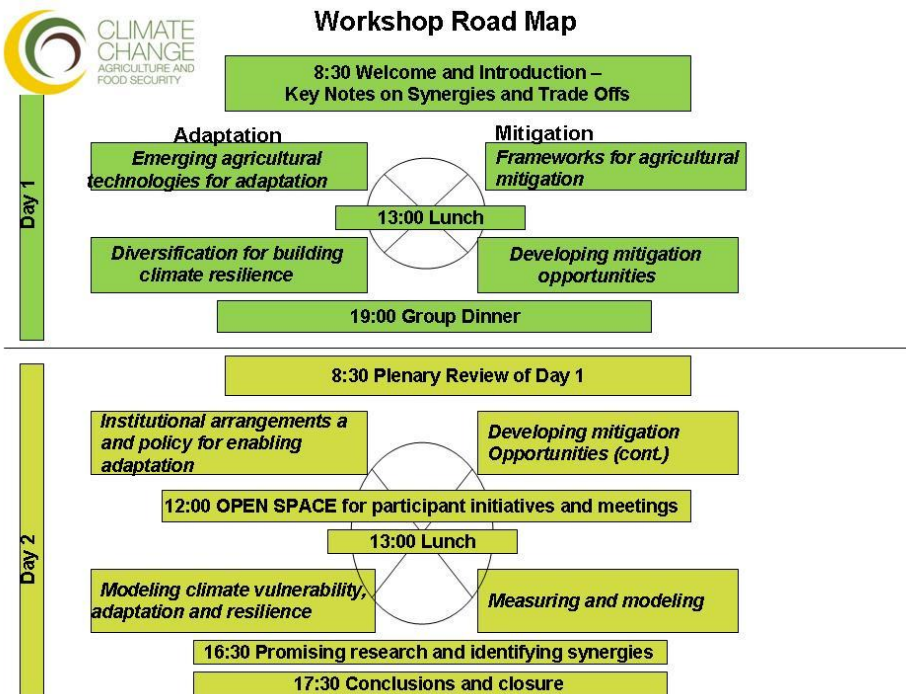 CLIMATE
CHANGE
AGRICULTURE AND
FOOD SECURITY
Workshop Road Map
Day 1
8:30 Welcome and Introduction –
Key Notes on Synergies and Trade Offs
Adaptation
Emerging agricultural
technologies for adaptation
Mitigation
Frameworks for agricultural
mitigation
13:00 Lunch
Diversification for building
climate resilience
Developing mitigation
opportunities
19:00 Group Dinner
Day 2
8:30 Plenary Review of Day 1
Institutional arrangements a
and policy for enabling
adaptation
Developing mitigation
Opportunities (cont.)
12:00 OPEN SPACE for participant initiatives and meetings
13:00 Lunch
Modeling climate vulnerability,
adaptation and resilience
Measuring and modeling
16:30 Promising research and identifying synergies
17:30 Conclusions and closure